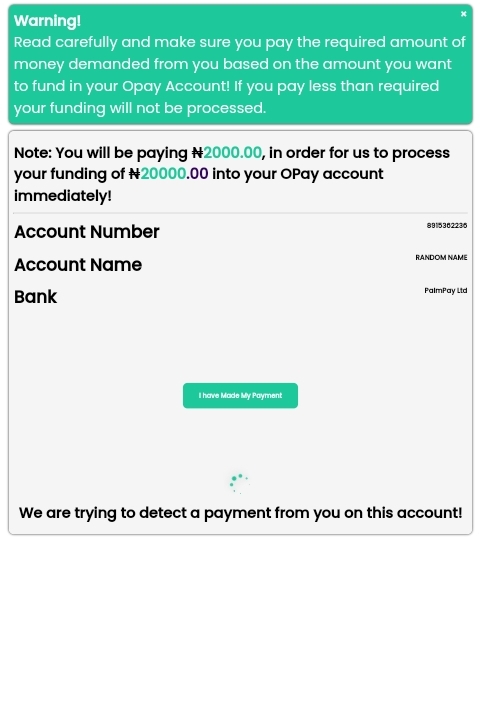 Warning!
×
Read carefully and make sure you pay the required amount of
money demanded from you based on the amount you want
to fund in your Opay Account! If you pay less than required
your funding will not be processed.
Note: You will be paying ₦2000.00, in order for us to process
your funding of ₦20000.00 into your OPay account
immediately!
Account Number 8915362236
Account Name RANDOM NAME
Bank PalmPay Ltd
I have Made My Payment
We are trying to detect a payment from you on this account!